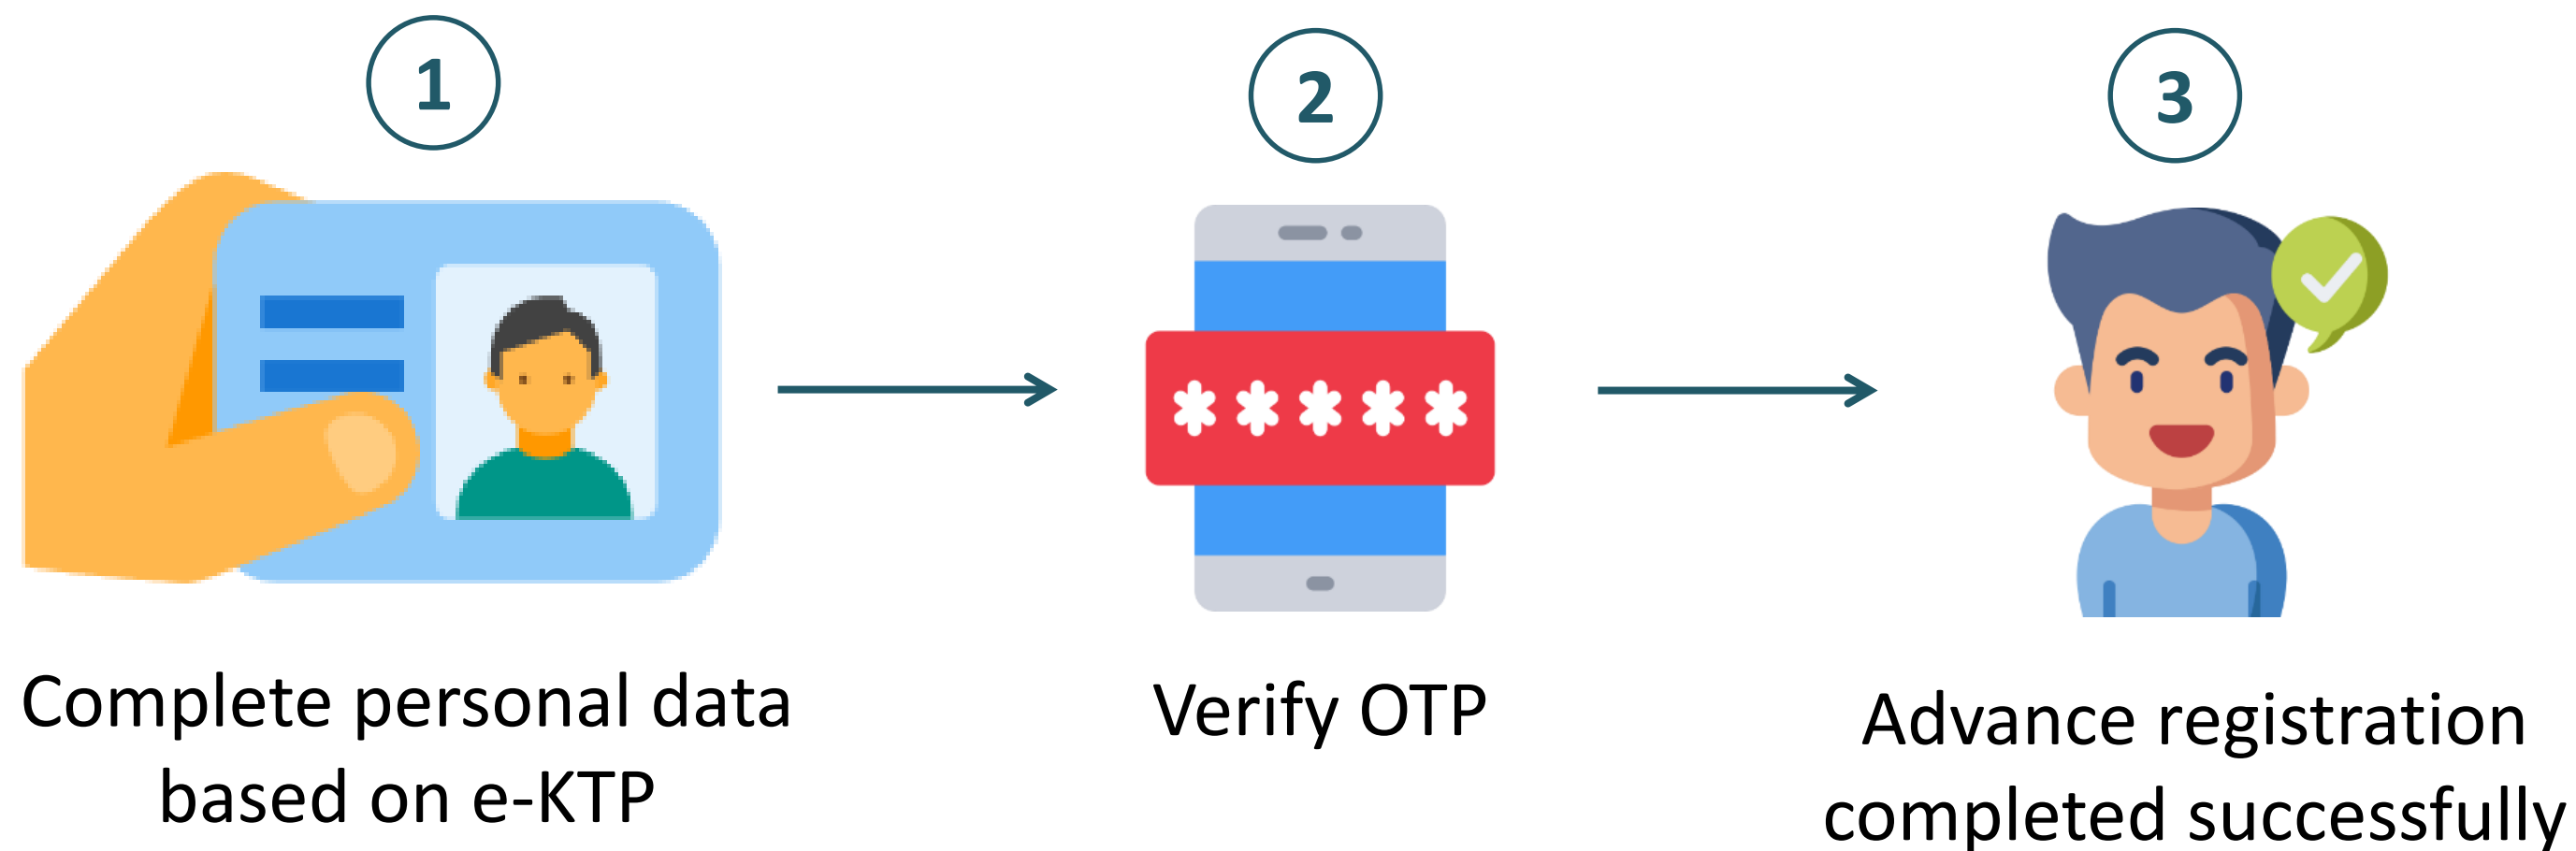 1
2
3
*****
Complete personal data
based on e-KTP
Verify OTP
Advance registration
completed successfully